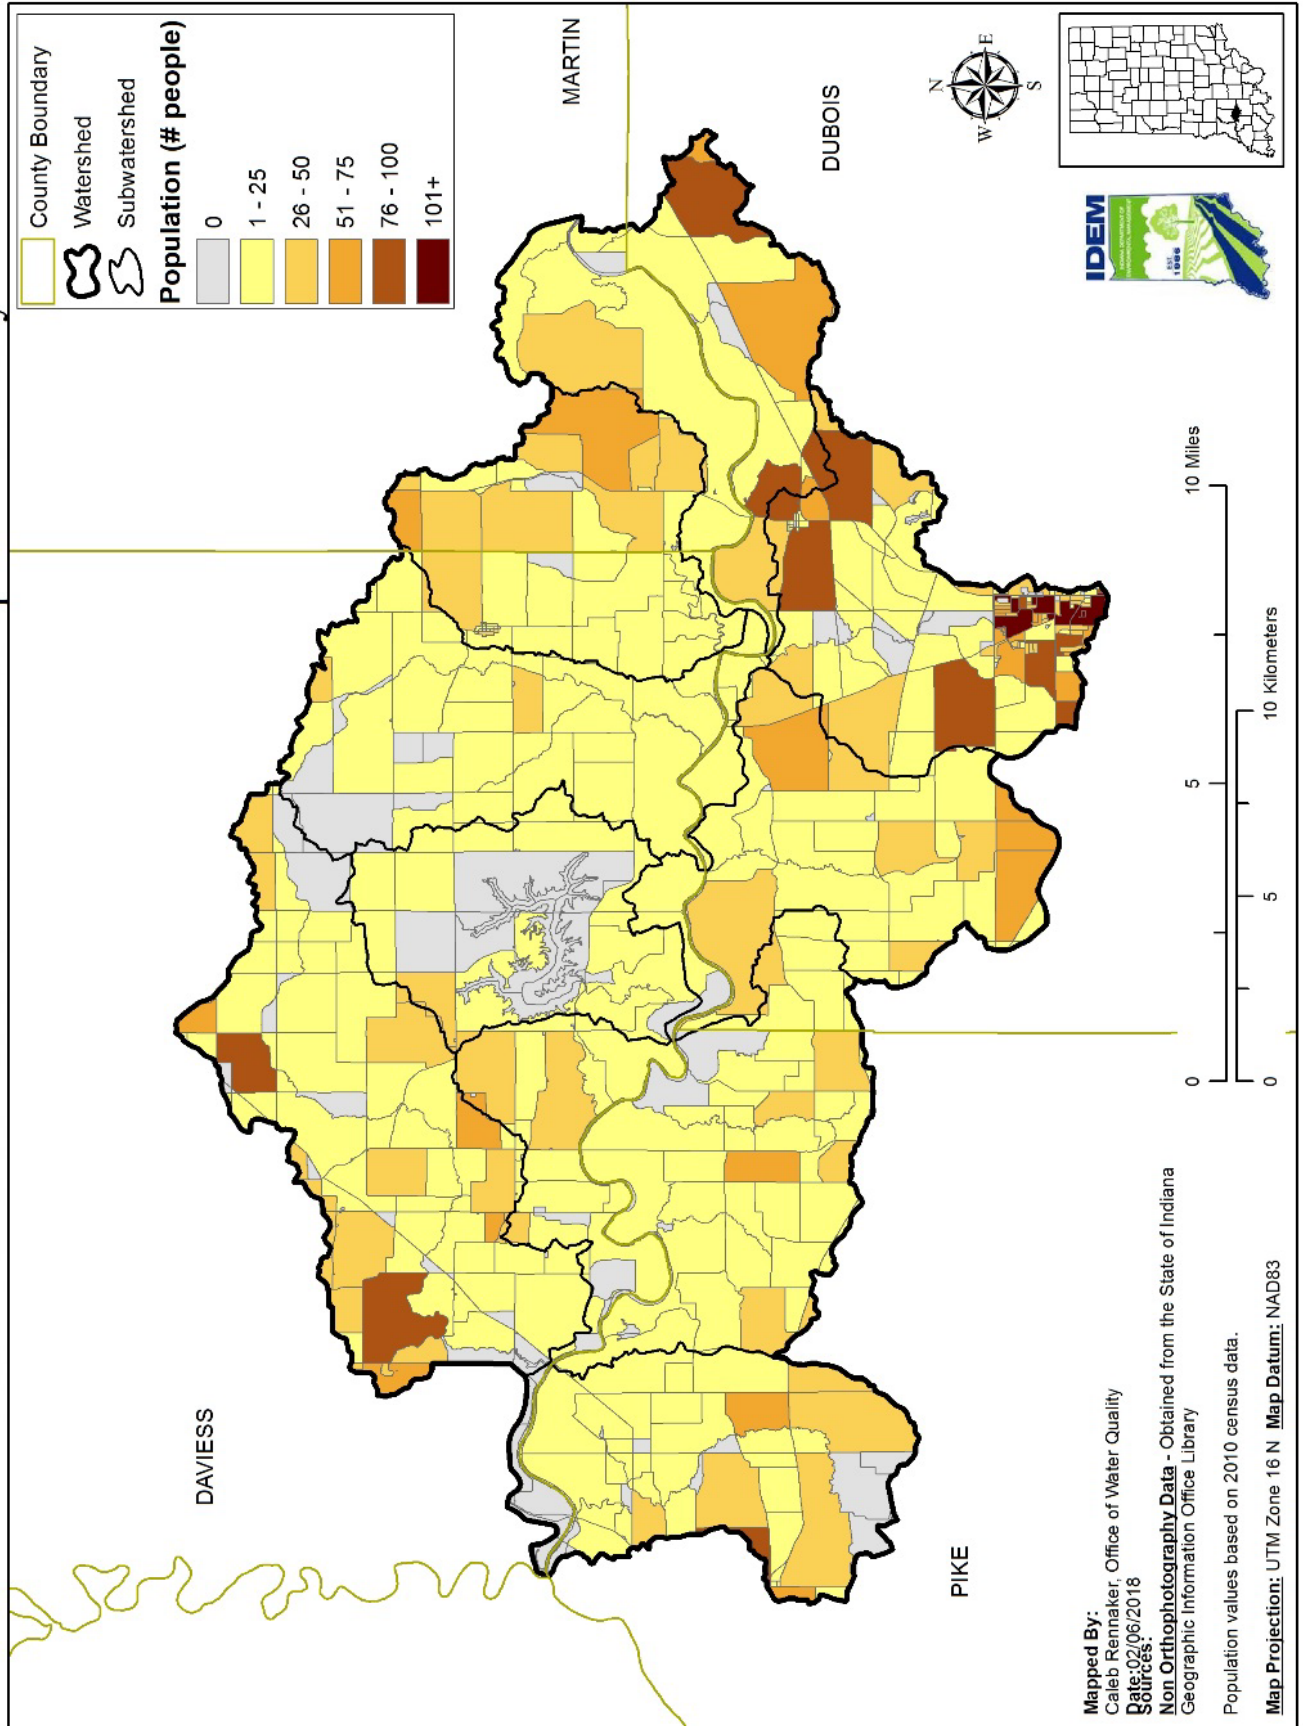 County Boundary
Watershed
Subwatershed
Population (# people)
0
1 - 25
26 - 50
51 - 75
76 - 100
101+
MARTIN
DAVIESS
DUBOIS
PIKE
N
W
E
S
IDEM
EST.
1986
0
5
10 Miles
0
5
10 Kilometers
Mapped By:
Caleb Rennaker, Office of Water Quality
Date:02/06/2018
Sources:
Non Orthophotography Data - Obtained from the State of Indiana
Geographic Information Office Library
Population values based on 2010 census data.
Map Projection: UTM Zone 16 N Map Datum: NAD83